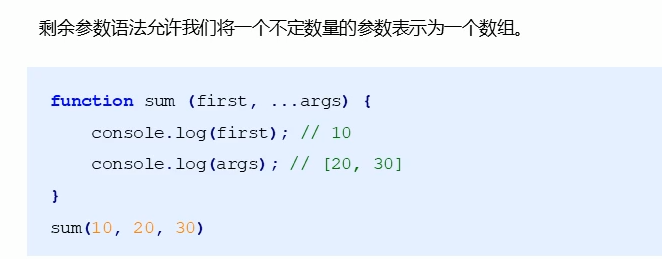 剩余参数语法允许我们将一个不定数量的参数表示为一个数组。
function sum (first, ...args) {
    console.log(first); // 10
    console.log(args); // [20, 30]
}
sum(10, 20, 30)